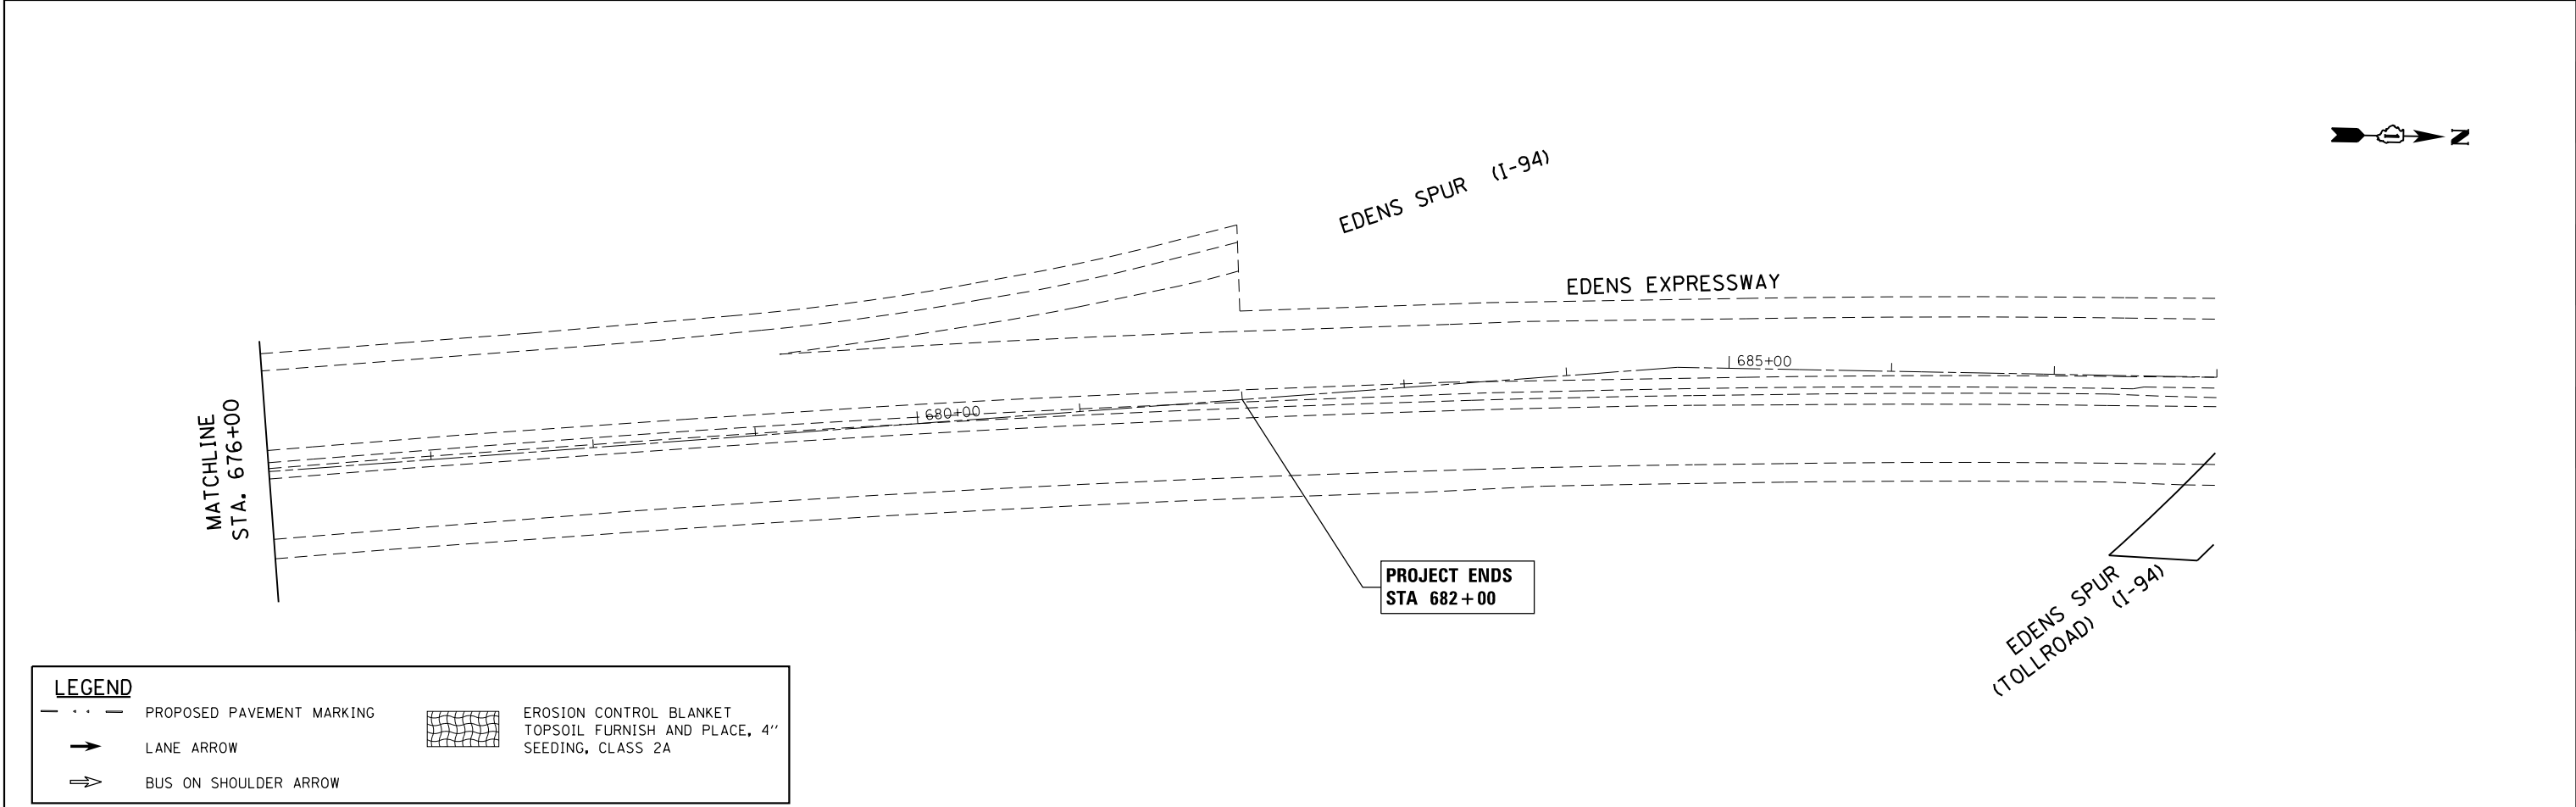 N
EDENS SPUR (I-94)
EDENS EXPRESSWAY
685+00
680+00
MATCHLINE
STA. 676+00
PROJECT ENDS
STA 682+00
EDENS SPUR (I-94)
(TOLLROAD)
LEGEND
PROPOSED PAVEMENT MARKING
LANE ARROW
BUS ON SHOULDER ARROW
EROSION CONTROL BLANKET
TOPSOIL FURNISH AND PLACE, 4''
SEEDING, CLASS 2A